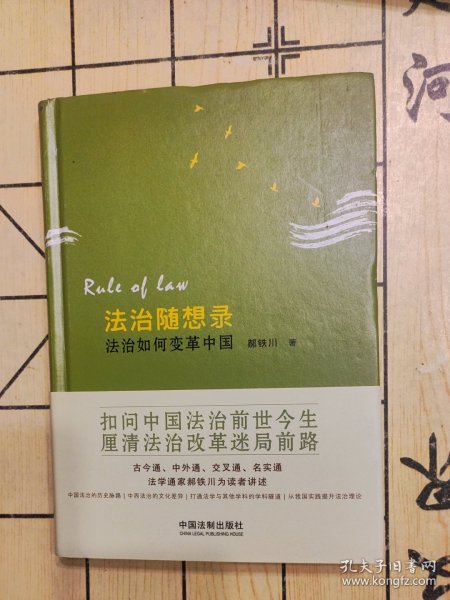 河
界
Rule of law
法治随想录
法治如何变革中国 郝铁川 著
扣问中国法治前世今生
厘清法治改革迷局前路
古今通、中外通、交叉通、名实通
法学通家郝铁川为读者讲述
中国法治的历史脉路|中西法治的文化差异|打通法学与其他学科的学科隧道|从我国实践提升法治理论
中国法制出版社
CHINA LEGAL PUBLISHING HOUSE
孔夫子旧书网
www.kongfz.com